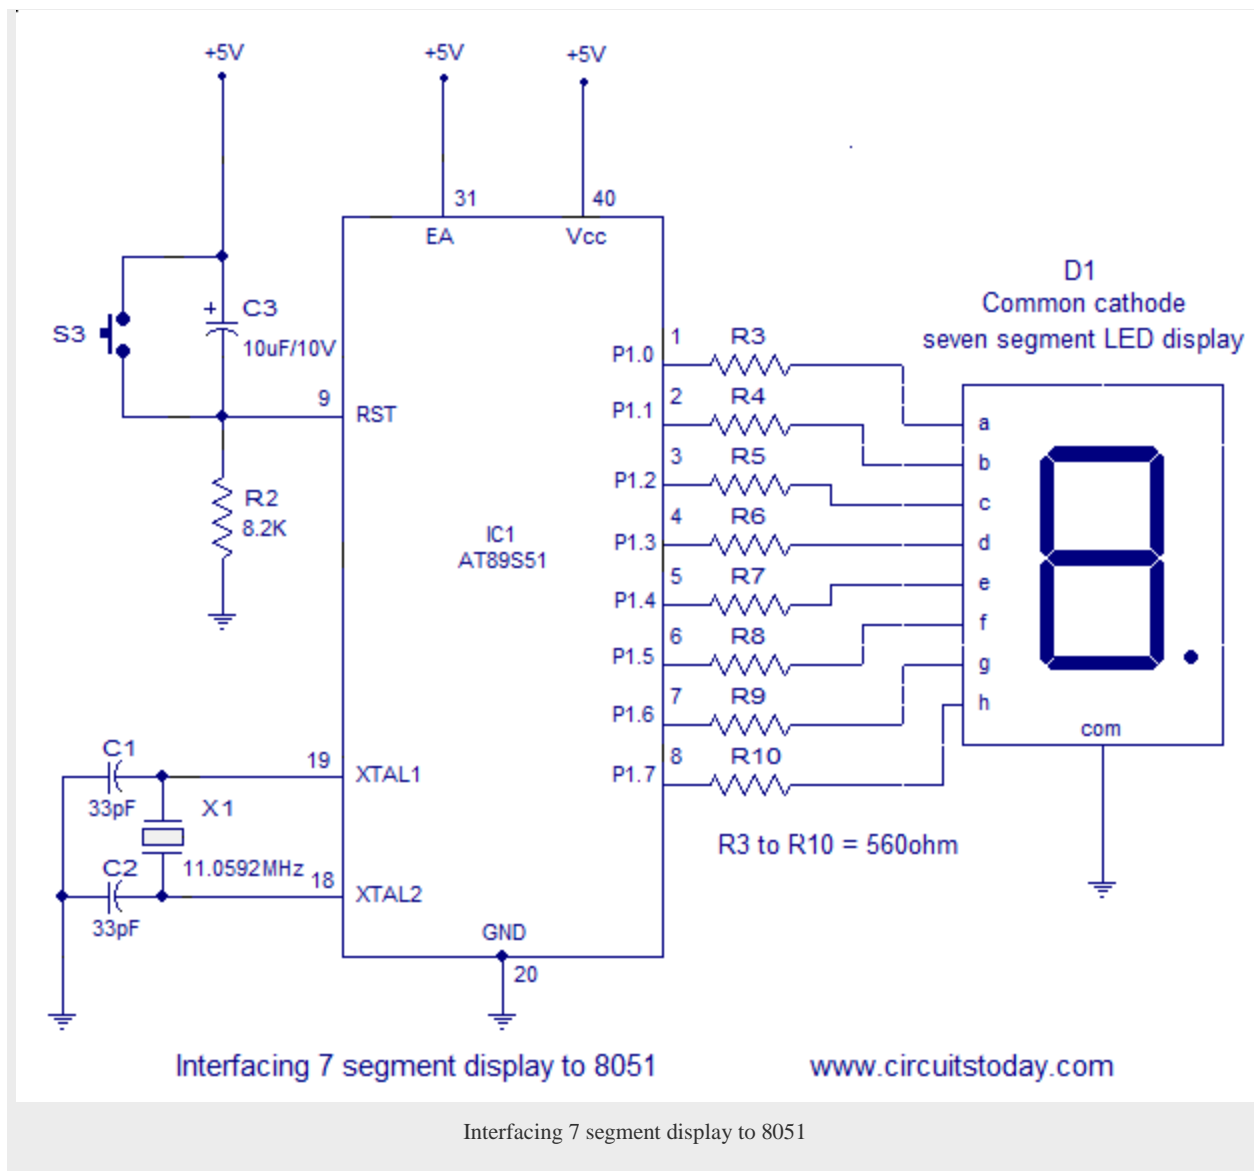 +5V
+5V
+5V
31
40
EA
Vcc
D1
Common cathode
seven segment LED display
S3
+
C3
10uF/10V
9
RST
R2
8.2K
IC1
AT89S51
P1.0
1
R3
a
P1.1
2
R4
b
P1.2
3
R5
c
P1.3
4
R6
d
P1.4
5
R7
e
P1.5
6
R8
f
P1.6
7
R9
g
P1.7
8
R10
h
com
R3 to R10 = 560ohm
C1
33pF
X1
11.0592MHz
C2
33pF
19
XTAL1
18
XTAL2
GND
20
Interfacing 7 segment display to 8051
www.circuitstoday.com
Interfacing 7 segment display to 8051